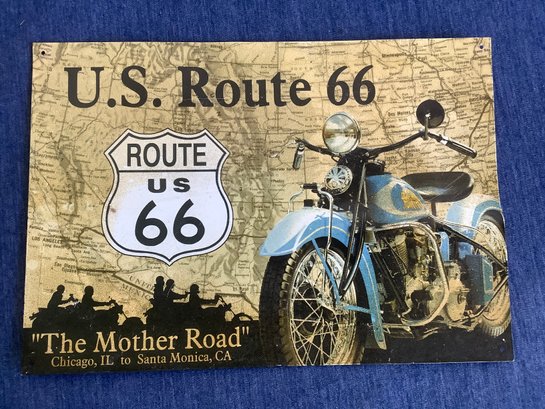 U.S. Route 66
ROUTE
US
66
"The Mother Road"
Chicago, IL to Santa Monica, CA